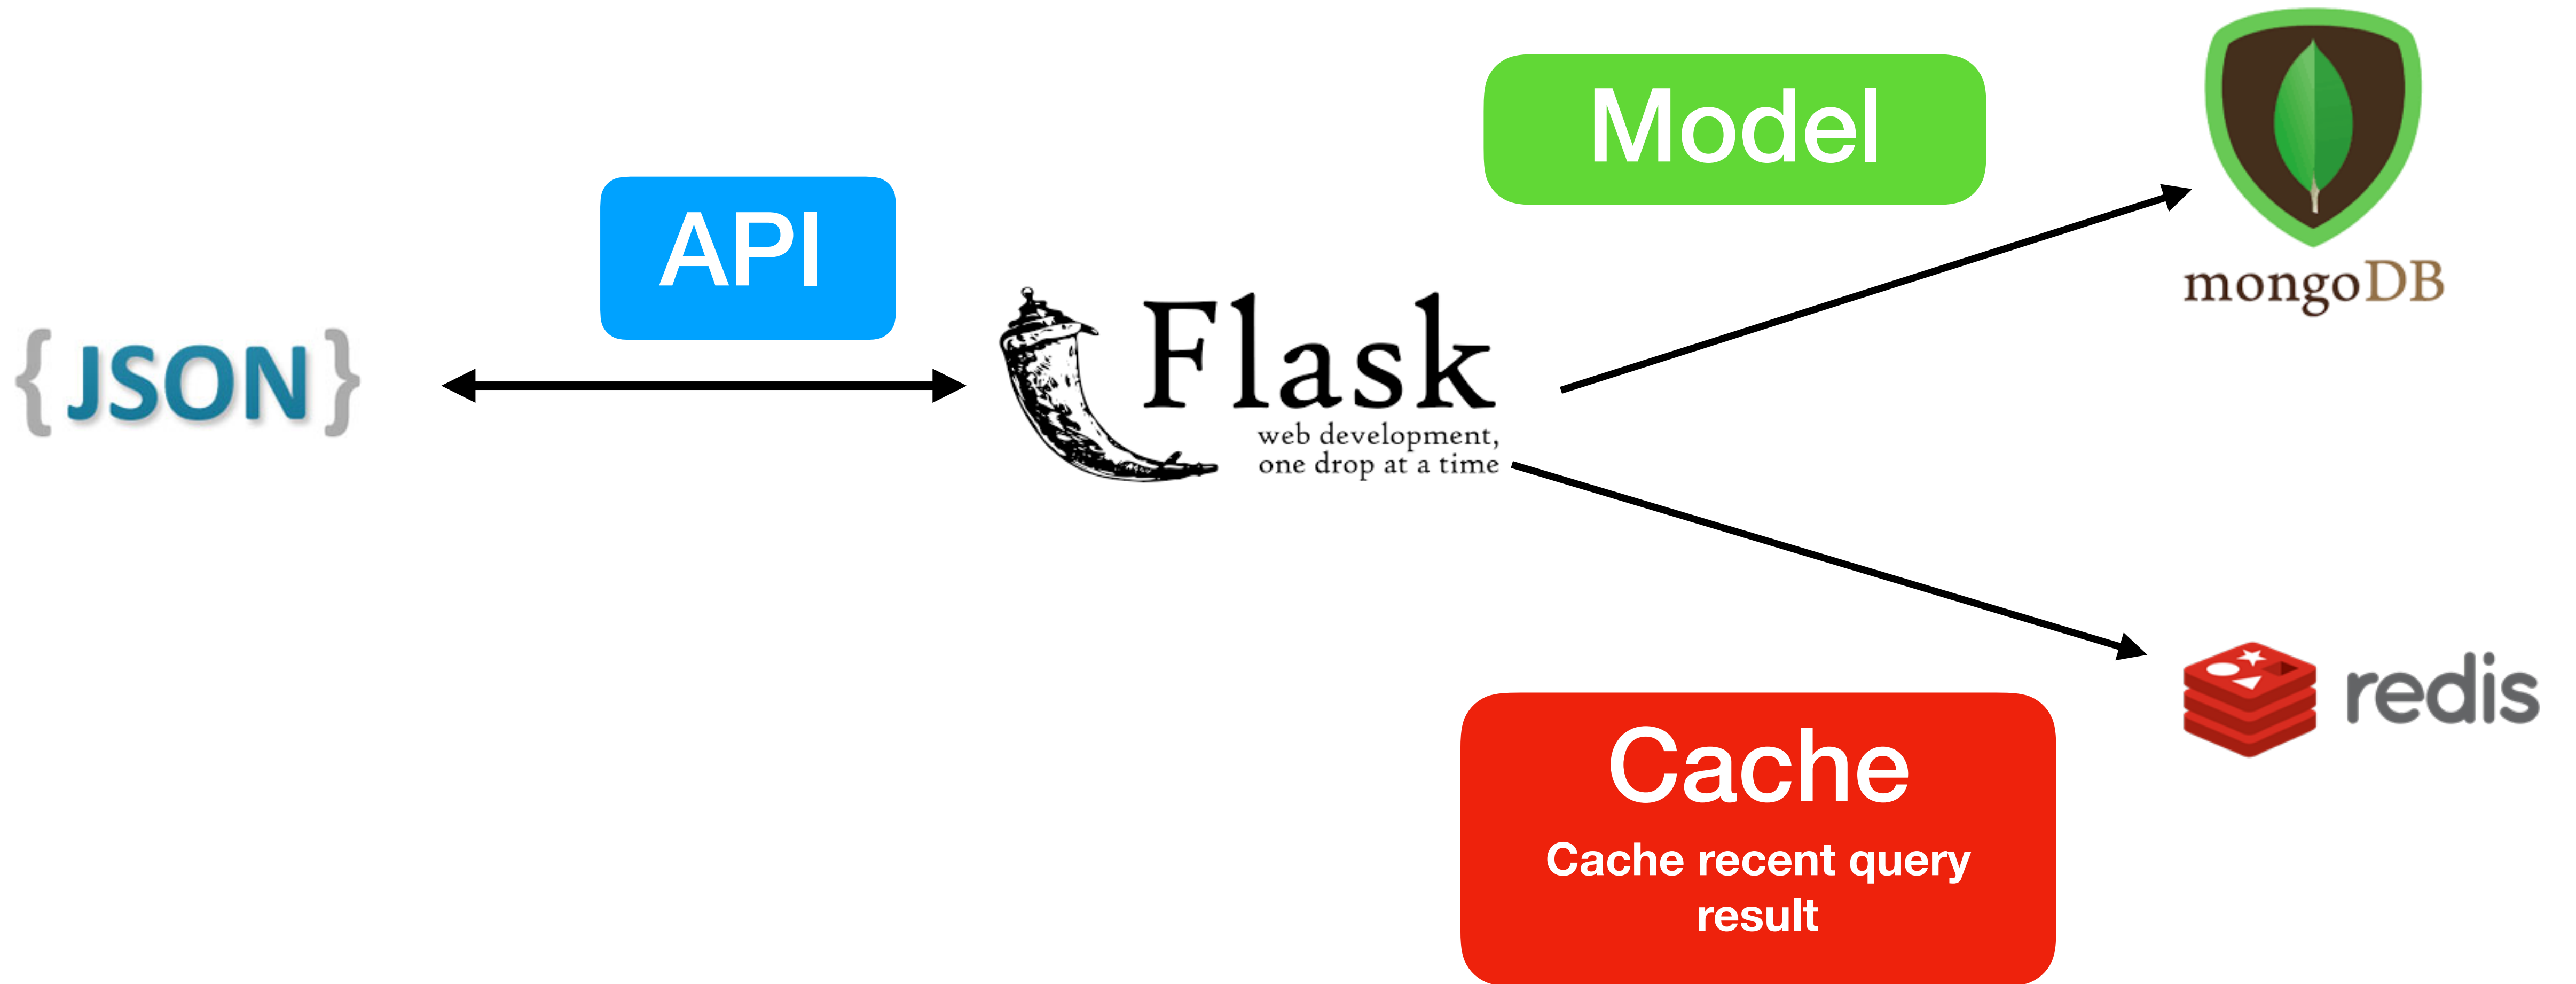 Model
API
{JSON}
Flask
web development,
one drop at a time
mongoDB
redis
Cache
Cache recent query
result